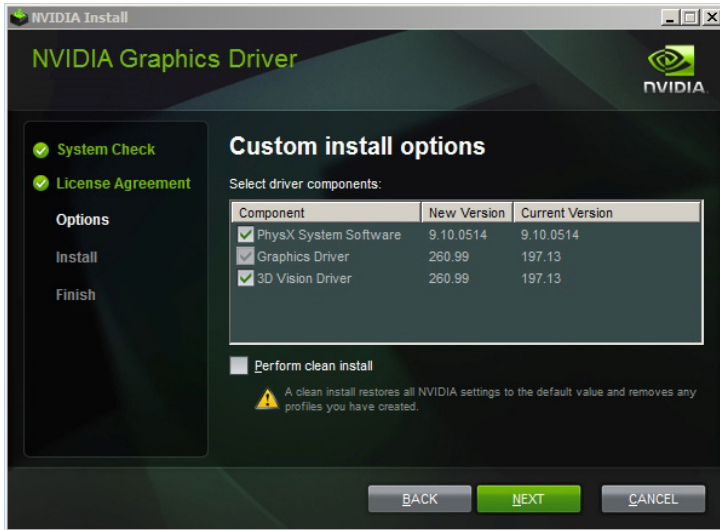 NVIDIA Install
NVIDIA Graphics Driver
NVIDIA.
System Check
License Agreement
Options
Install
Finish
Custom install options
Select driver components:
Component New Version Current Version
PhysX System Software 9.10.0514 9.10.0514
Graphics Driver 260.99 197.13
3D Vision Driver 260.99 197.13
Perform clean install
A clean install restores all NVIDIA settings to the default value and removes any
profiles you have created.
BACK NEXT CANCEL